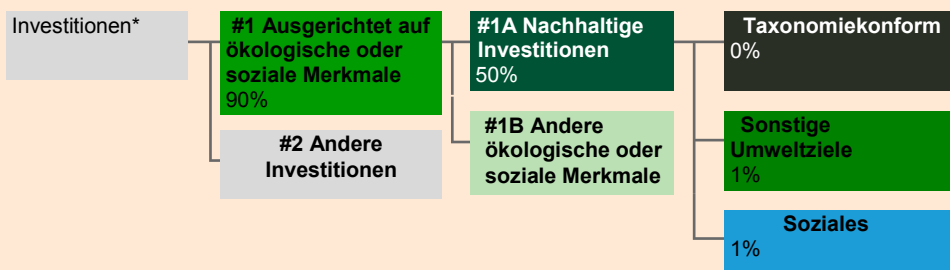 Investitionen*
#1 Ausgerichtet auf
ökologische oder
soziale Merkmale
90%
#2 Andere
Investitionen
#1A Nachhaltige
Investitionen
50%
#1B Andere
ökologische oder
soziale Merkmale
Taxonomiekonform
0%
Sonstige
Umweltziele
1%
Soziales
1%